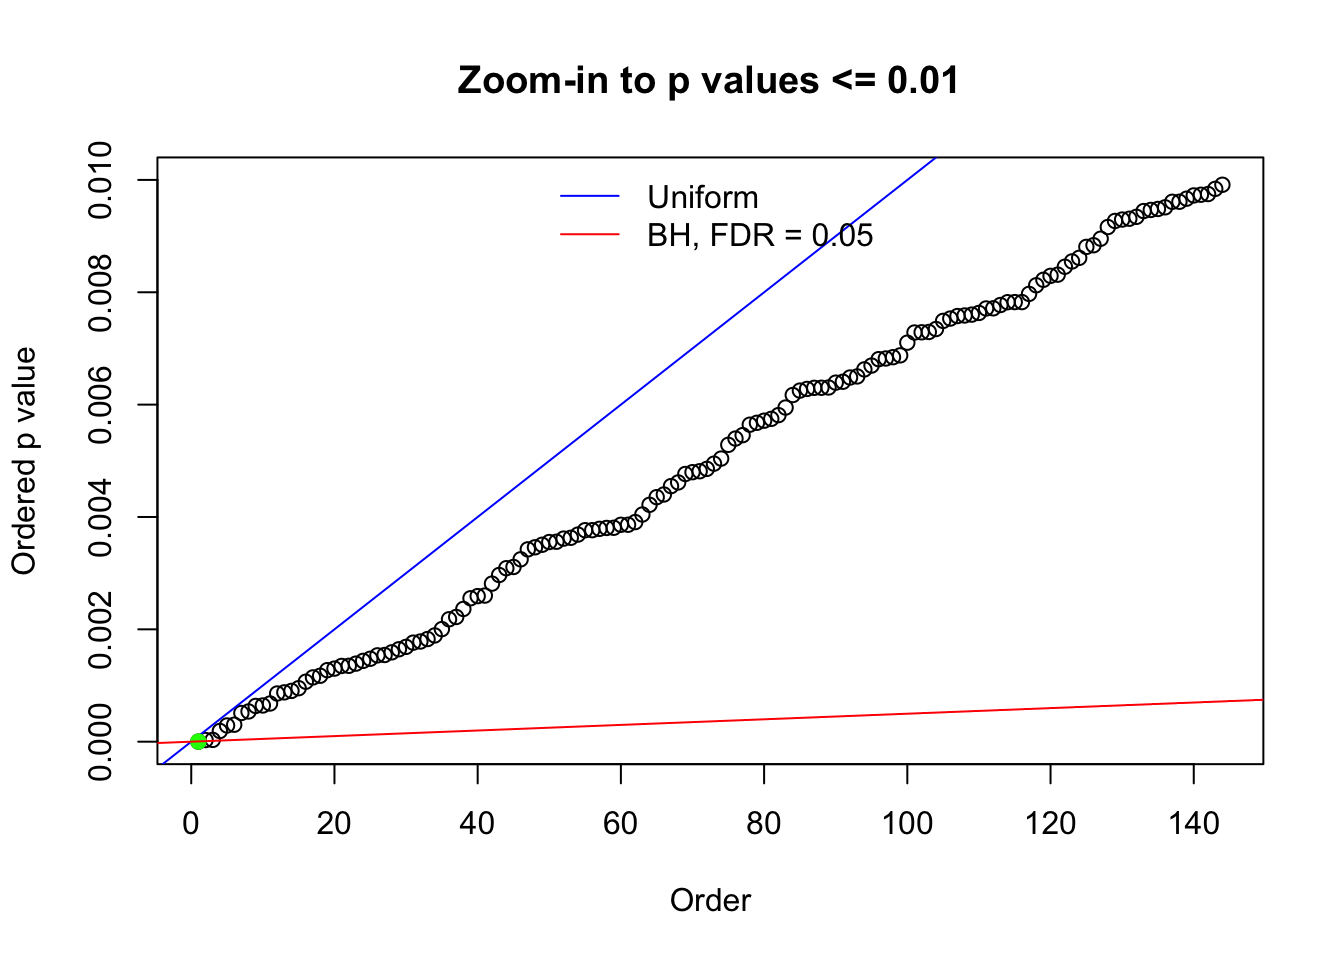 Zoom-in to p values <= 0.01
Ordered p value
0.010
0.008
0.006
0.004
0.002
0.000
Uniform
BH, FDR = 0.05
0 20 40 60 80 100 120 140
Order